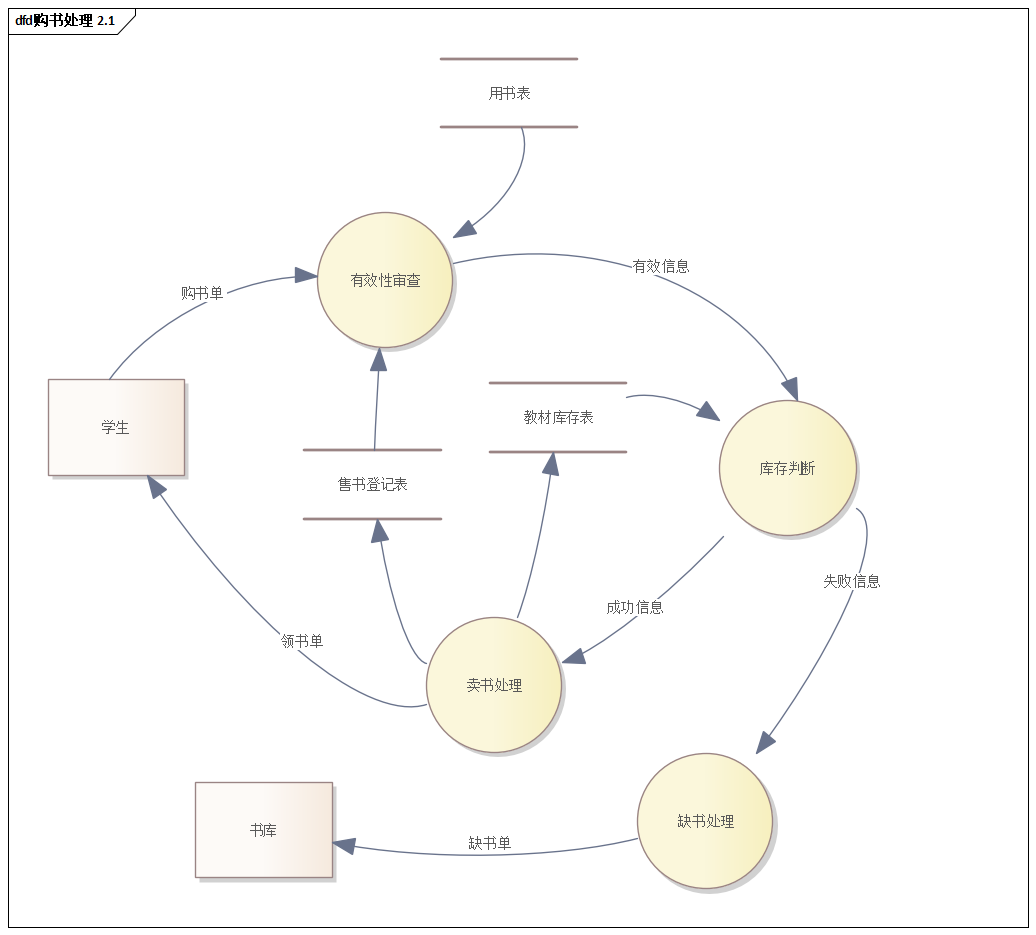 dfd购书处理 2.1
用书表
有效性审查
有效信息
购书单
学生
教材库存表
售书登记表
库存判断
失败信息
成功信息
领书单
卖书处理
缺书处理
书库
缺书单